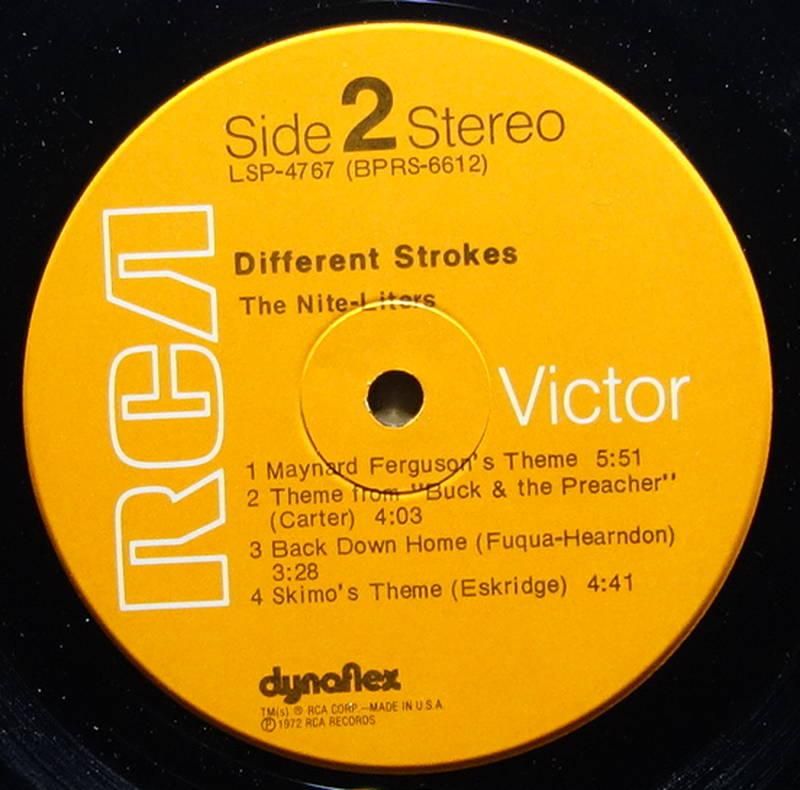 Side 2 Stereo
LSP-4767 (BPRS-6612)
RCA
Different Strokes
The Nite-Liters
Victor
1 Maynard Ferguson's Theme 5:51
2 Theme from "Buck & the Preacher"
(Carter) 4:03
3 Back Down Home (Fuqua-Hearndon)
3:28
4 Skimo's Theme (Eskridge) 4:41
dynaflex
TM(s) ® RCA CORP.—MADE IN U.S.A.
Ⓟ 1972 RCA RECORDS